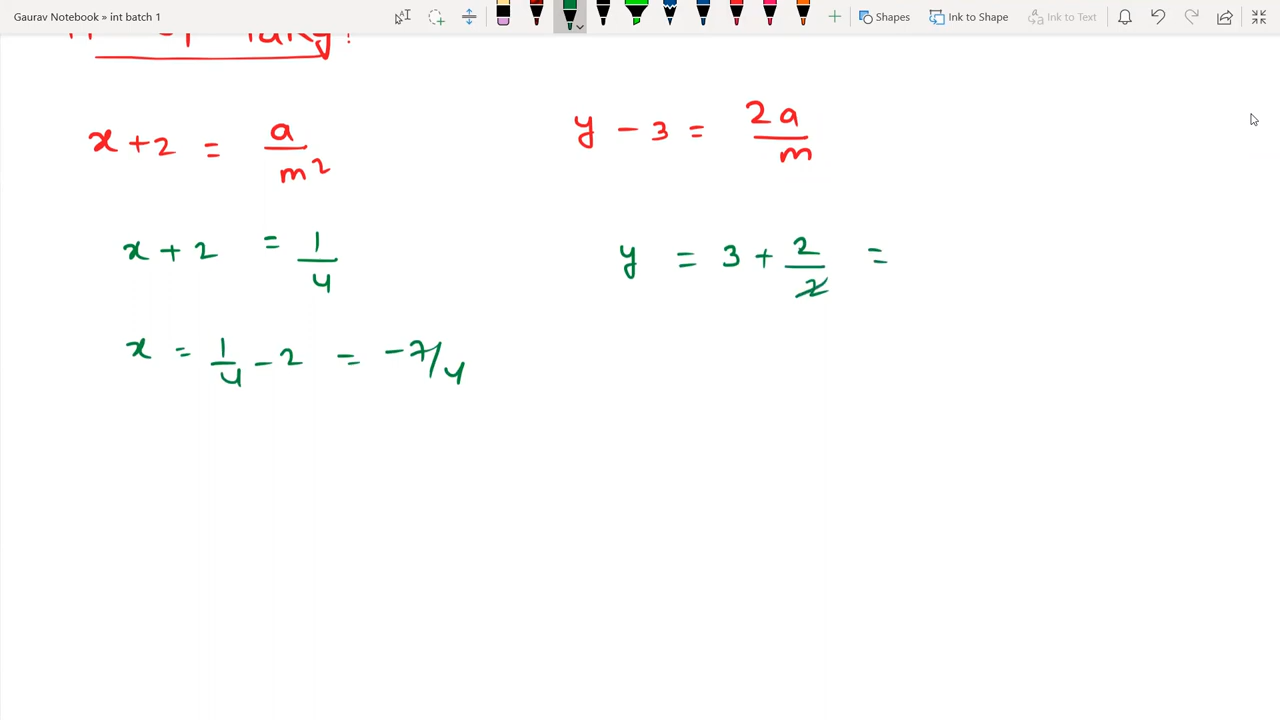 Gaurav Notebook » int batch 1
Shapes
Ink to Shape
Ink to Text
x + 2 = a/m²
y - 3 = 2a/m
x + 2 = 1/4
y = 3 + 2/2 =
x = 1/4 - 2 = -7/4